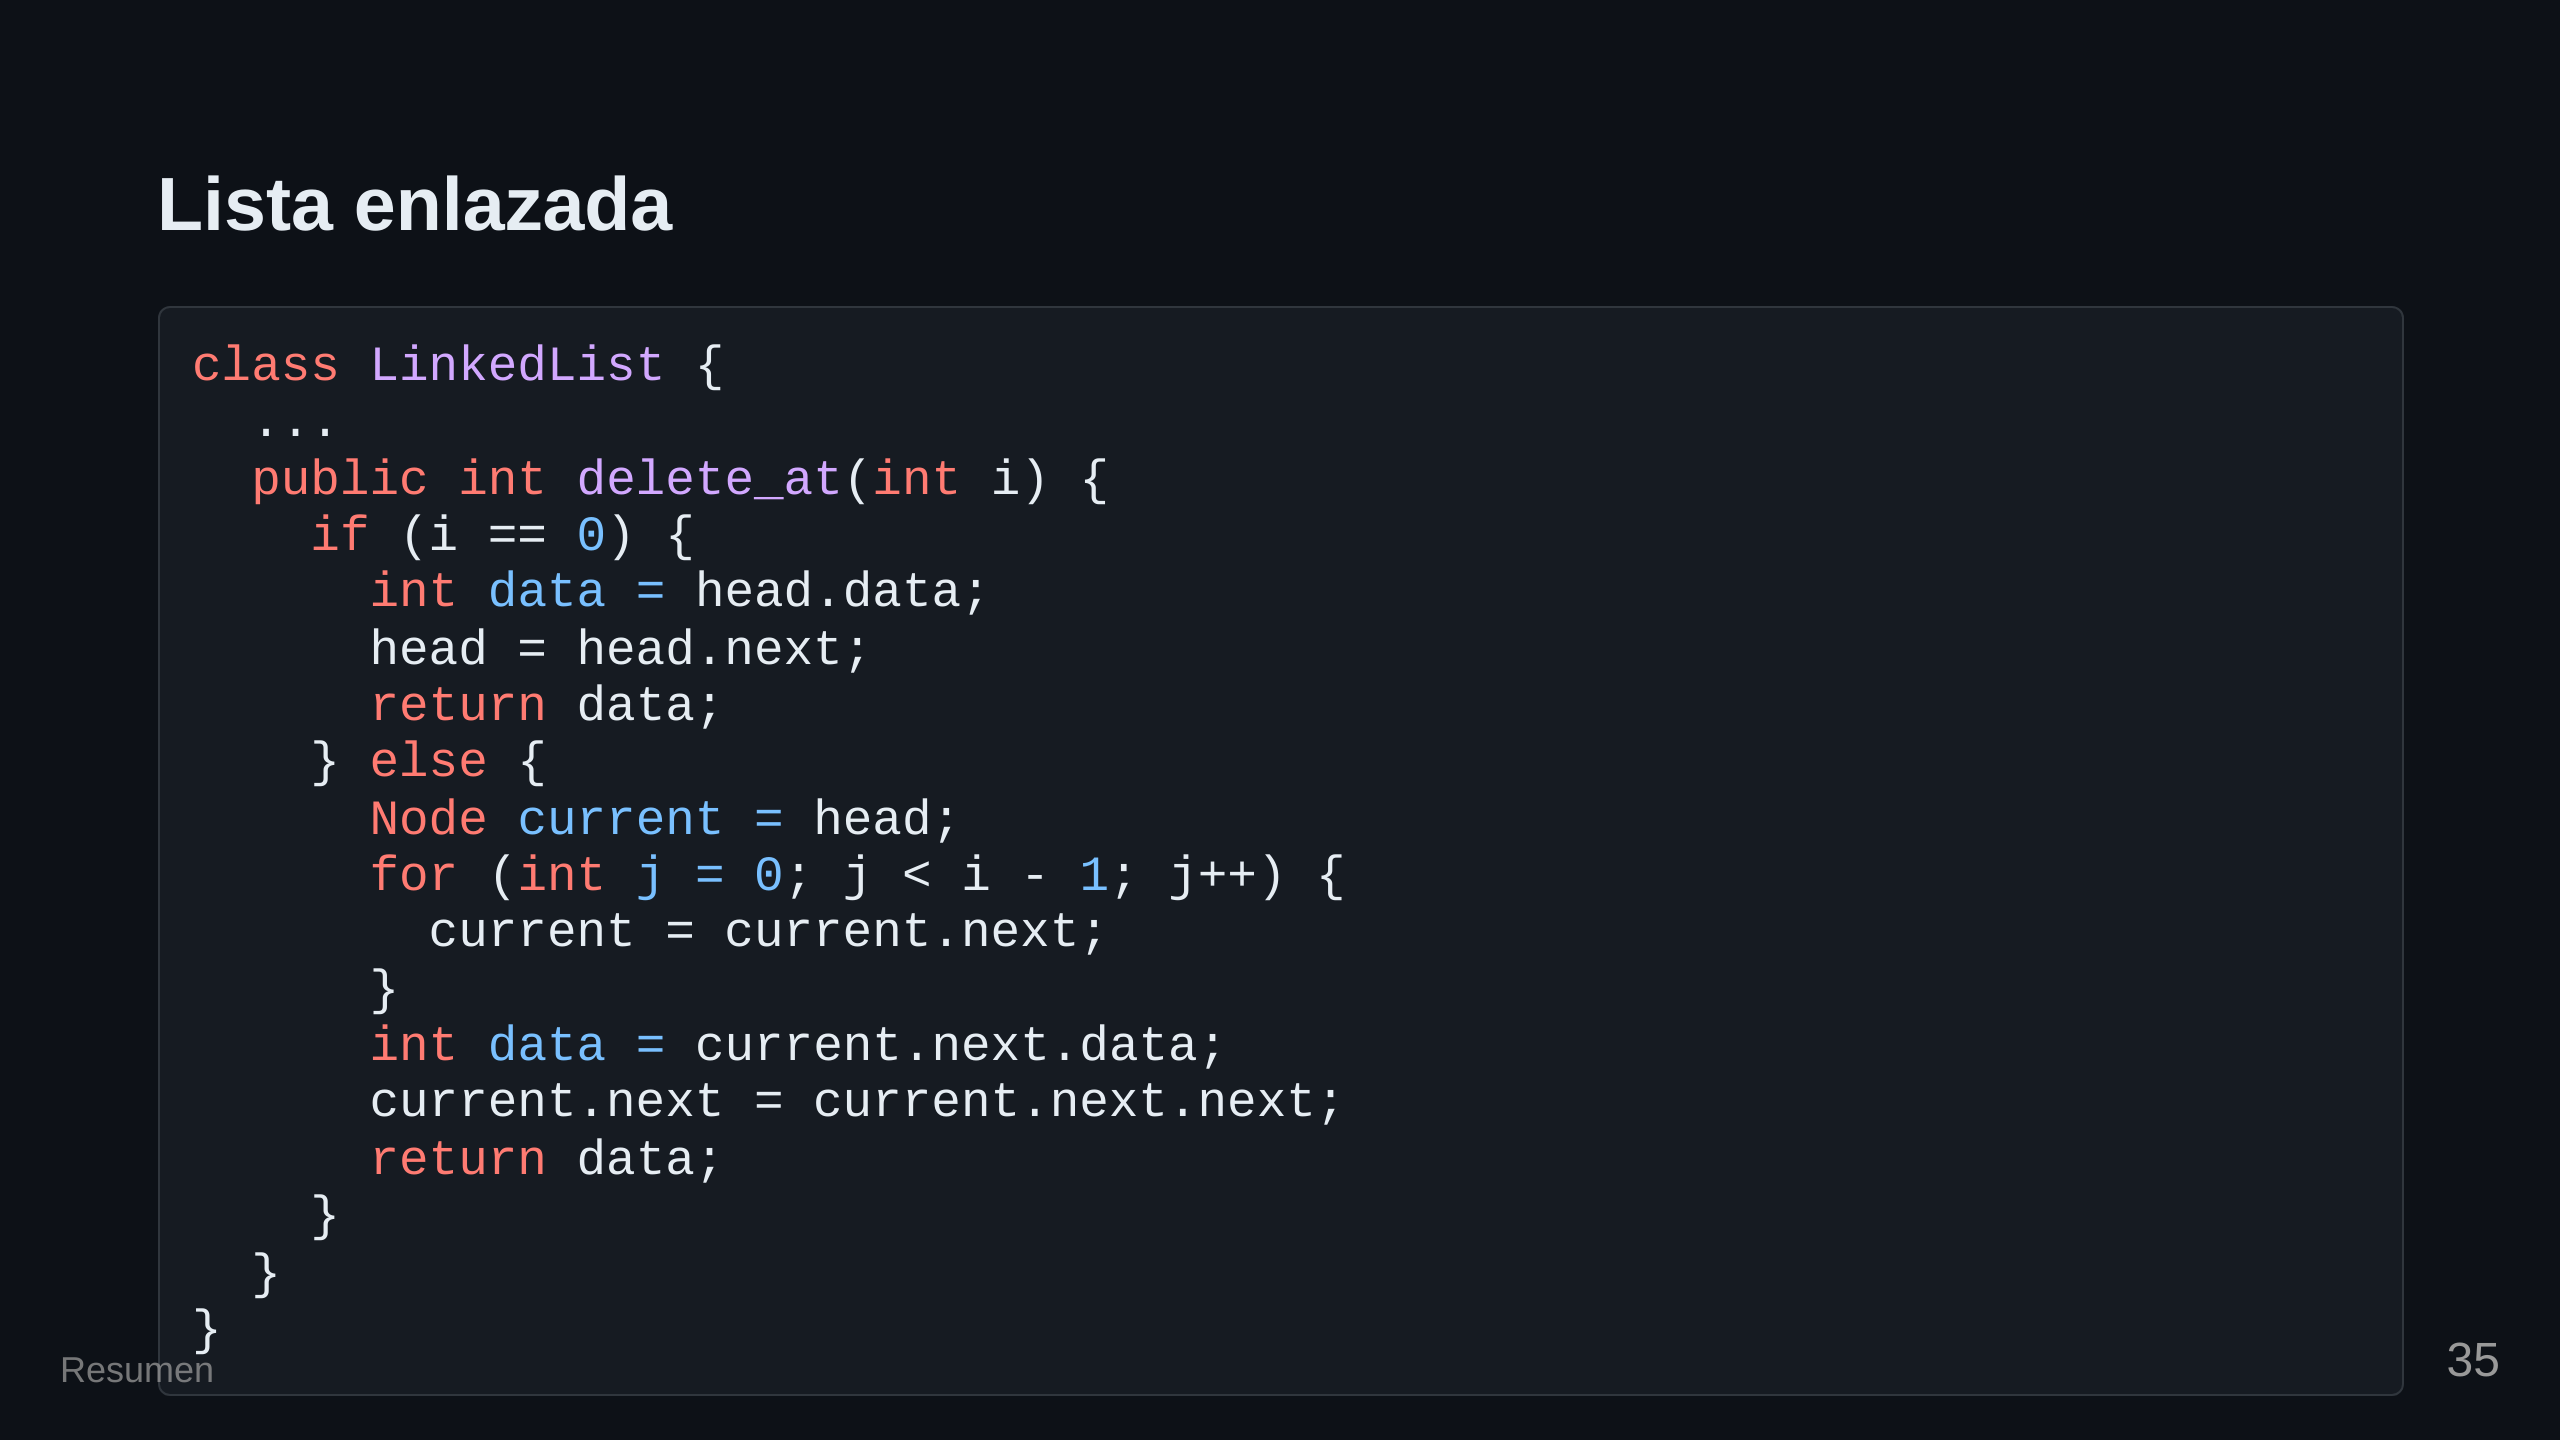 Lista enlazada
class LinkedList {
  ...
  public int delete_at(int i) {
    if (i == 0) {
      int data = head.data;
      head = head.next;
      return data;
    } else {
      Node current = head;
      for (int j = 0; j < i - 1; j++) {
        current = current.next;
      }
      int data = current.next.data;
      current.next = current.next.next;
      return data;
    }
  }
}
Resumen
35